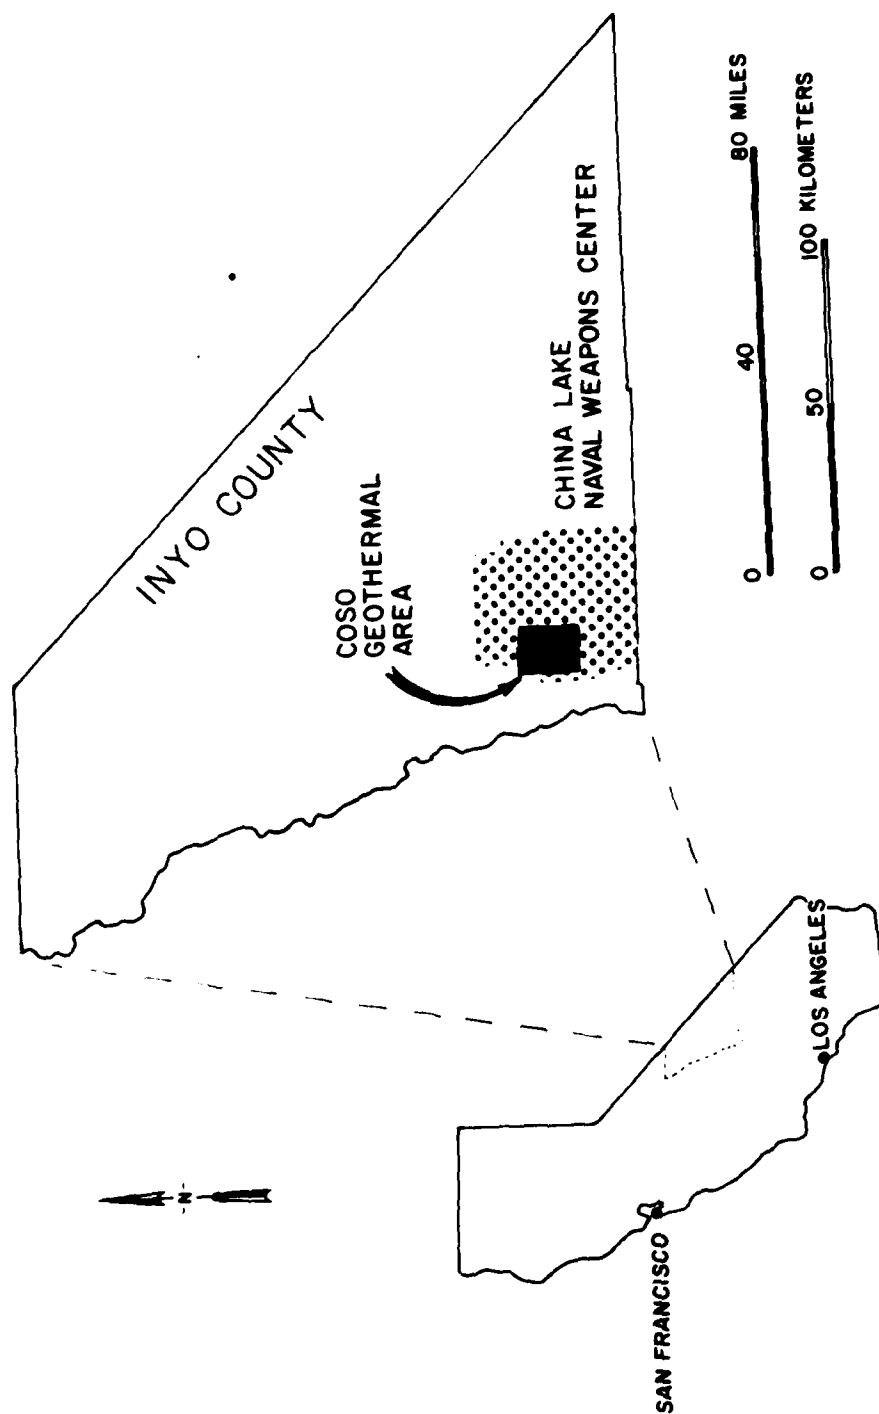 INYO COUNTY
COSO
GEOTHERMAL
AREA
CHINA LAKE
NAVAL WEAPONS CENTER
0 40 80 MILES
0 50 100 KILOMETERS
N
SAN FRANCISCO
LOS ANGELES